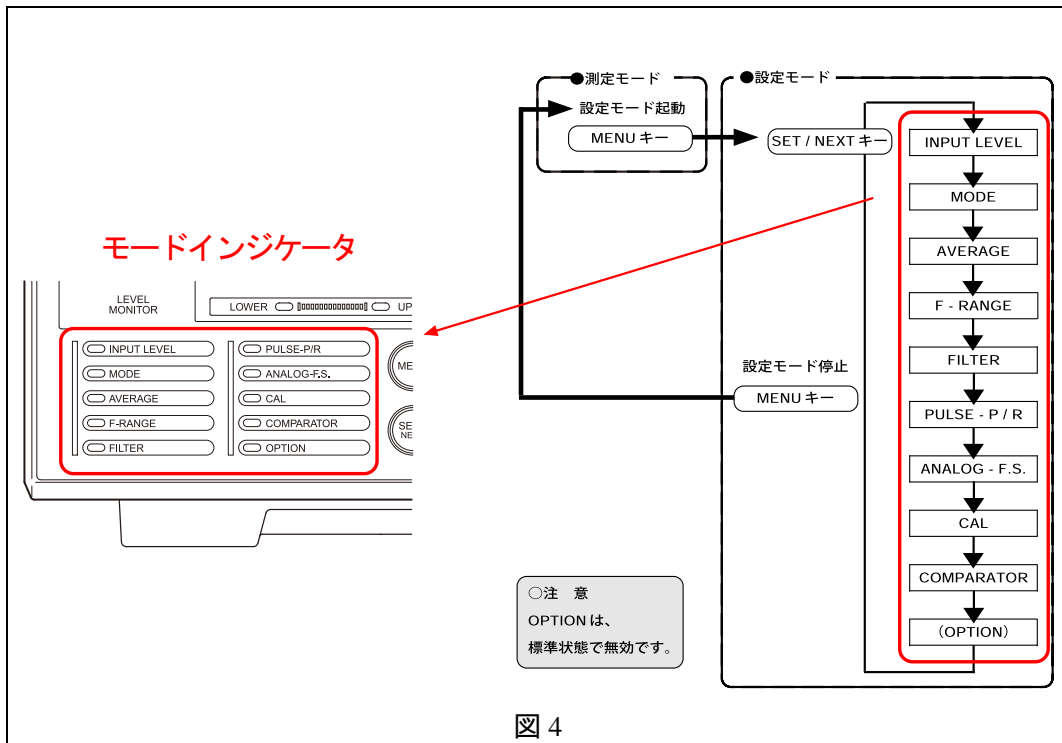 モードインジケータ
LEVEL
MONITOR
LOWER
UP
INPUT LEVEL
MODE
AVERAGE
F-RANGE
FILTER
PULSE-P/R
ANALOG-F.S.
CAL
COMPARATOR
OPTION
ME
SE
NE
●測定モード
設定モード起動
MENU キー
●設定モード
SET / NEXT キー
INPUT LEVEL
MODE
AVERAGE
F - RANGE
FILTER
PULSE - P / R
ANALOG - F.S.
CAL
COMPARATOR
(OPTION)
設定モード停止
MENU キー
○注 意
OPTION は、
標準状態で無効です。
図 4